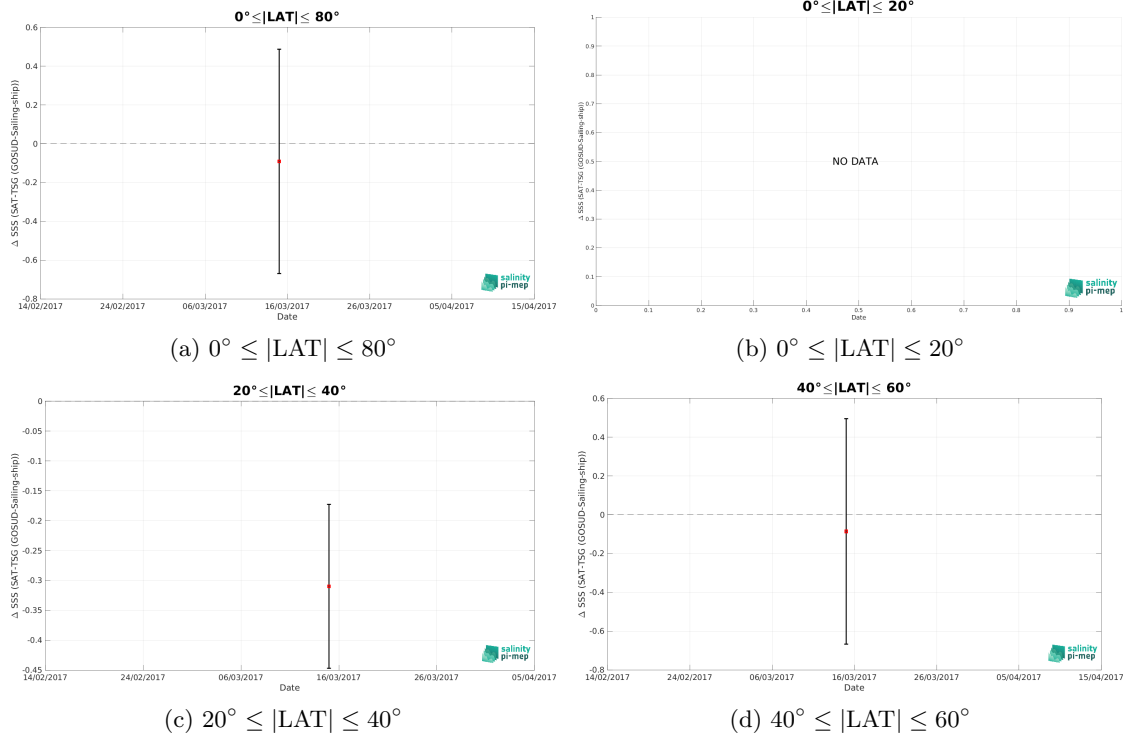 0°≤|LAT|≤ 80°
0.6
0.4
0.2
0
-0.2
-0.4
-0.6
-0.8
Δ SSS (SAT-TSG (GOSUD-Sailing-ship))
14/02/2017 24/02/2017 06/03/2017 16/03/2017 26/03/2017 05/04/2017 15/04/2017
Date
salinity
pi-mep
(a) 0° ≤ |LAT| ≤ 80°
0°≤|LAT|≤ 20°
1
0.9
0.8
0.7
0.6
0.5
0.4
0.3
0.2
0.1
0
Δ SSS (SAT-TSG (GOSUD-Sailing-ship))
NO DATA
0 0.1 0.2 0.3 0.4 0.5 0.6 0.7 0.8 0.9 1
Date
salinity
pi-mep
(b) 0° ≤ |LAT| ≤ 20°
20°≤|LAT|≤ 40°
0
-0.05
-0.1
-0.15
-0.2
-0.25
-0.3
-0.35
-0.4
-0.45
Δ SSS (SAT-TSG (GOSUD-Sailing-ship))
14/02/2017 24/02/2017 06/03/2017 16/03/2017 26/03/2017 05/04/2017
Date
salinity
pi-mep
(c) 20° ≤ |LAT| ≤ 40°
40°≤|LAT|≤ 60°
0.6
0.4
0.2
0
-0.2
-0.4
-0.6
-0.8
Δ SSS (SAT-TSG (GOSUD-Sailing-ship))
14/02/2017 24/02/2017 06/03/2017 16/03/2017 26/03/2017 05/04/2017 15/04/2017
Date
salinity
pi-mep
(d) 40° ≤ |LAT| ≤ 60°